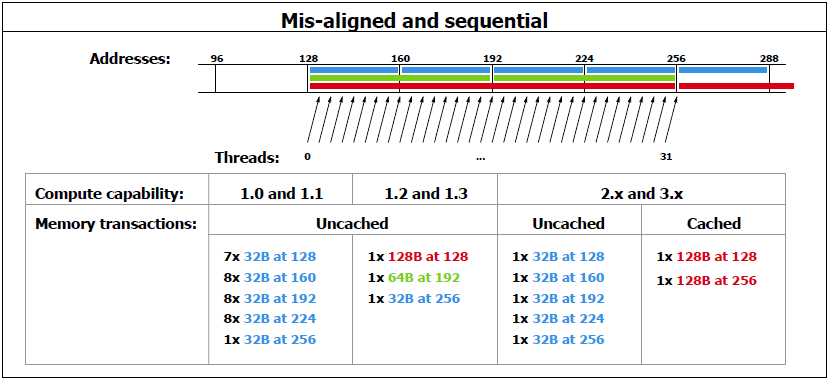 Mis-aligned and sequential
Addresses: 96 128 160 192 224 256 288
Threads: 0 ... 31
Compute capability: 1.0 and 1.1 1.2 and 1.3 2.x and 3.x
Memory transactions: Uncached Uncached Cached
7x 32B at 128 1x 128B at 128 1x 32B at 128 1x 128B at 128
8x 32B at 160 1x 64B at 192 1x 32B at 160 1x 128B at 256
8x 32B at 192 1x 32B at 256 1x 32B at 192
8x 32B at 224 1x 32B at 224
1x 32B at 256 1x 32B at 256